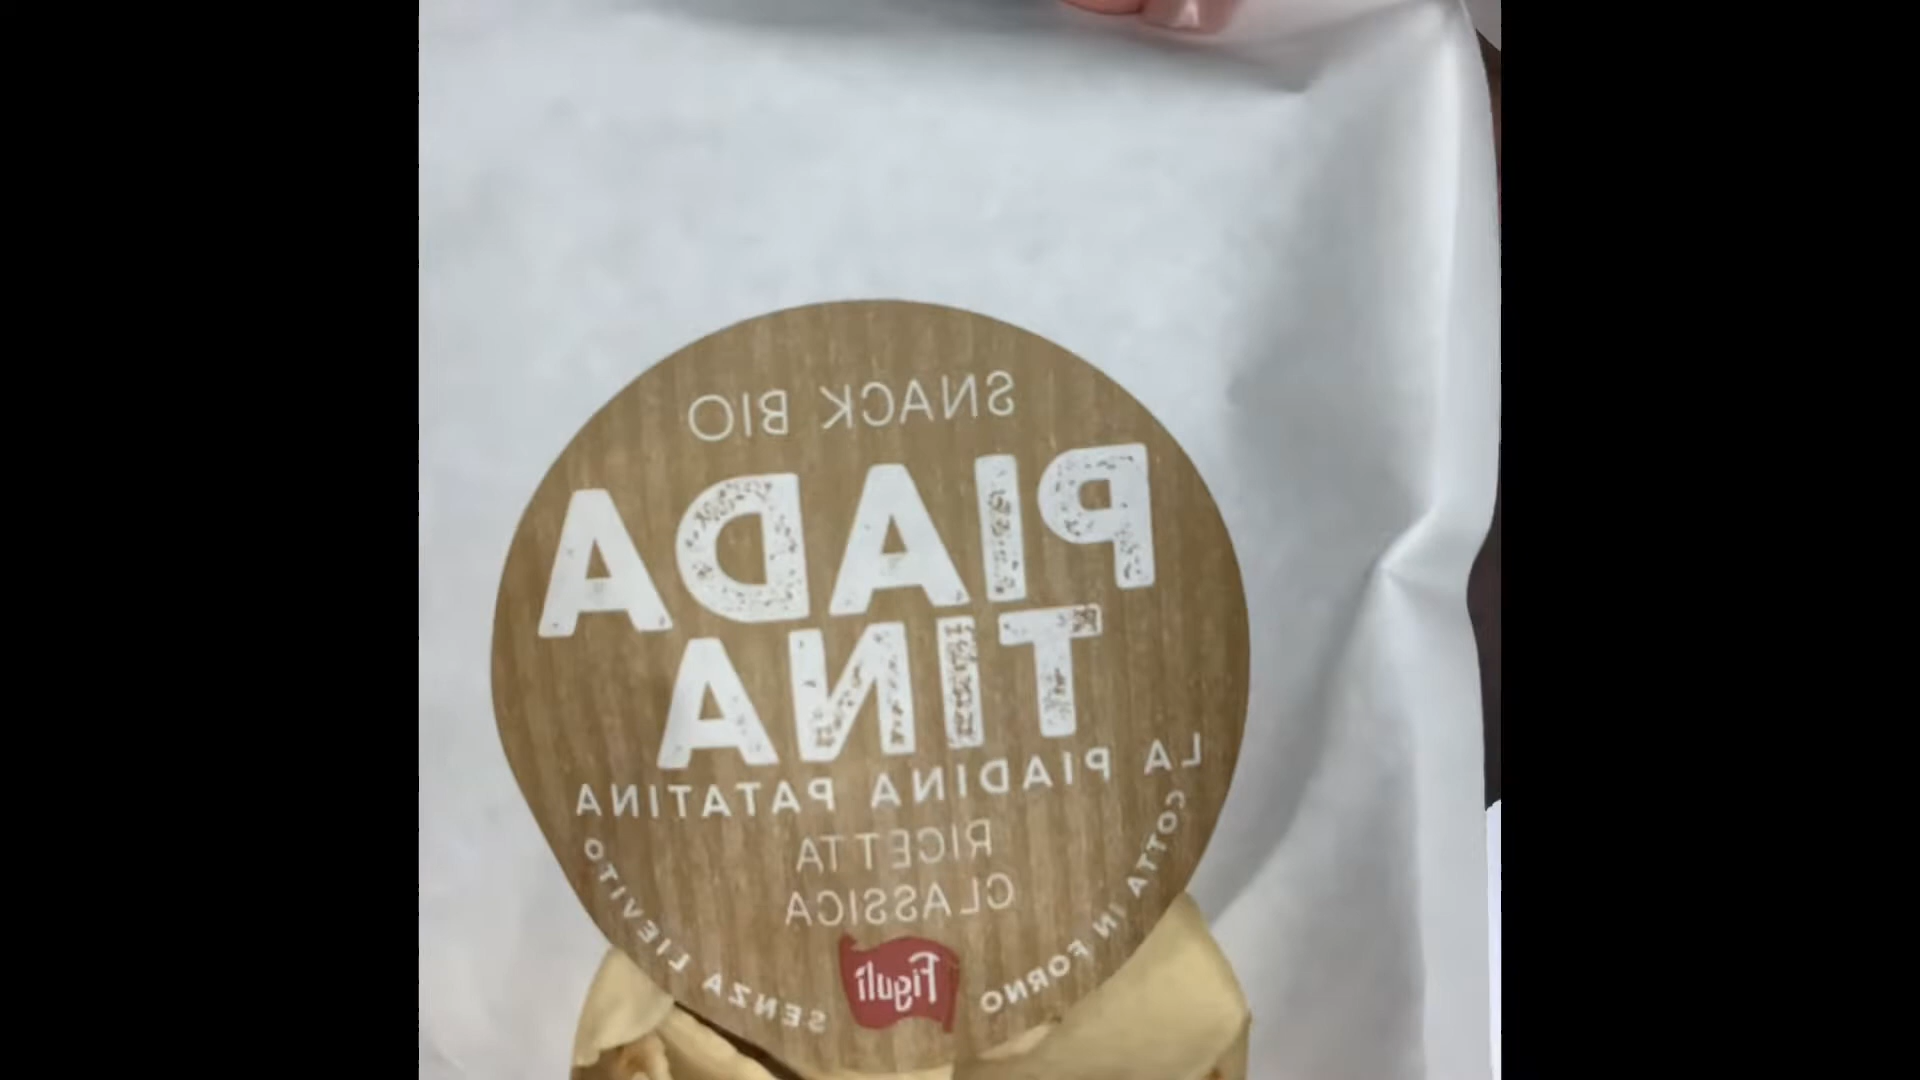 SNACK BIO
PIADA
TINA
LA PIADINA PATATINA
RICETTA
CLASSICA
COTTA IN FORNO
SENZA LIEVITO
Figulì